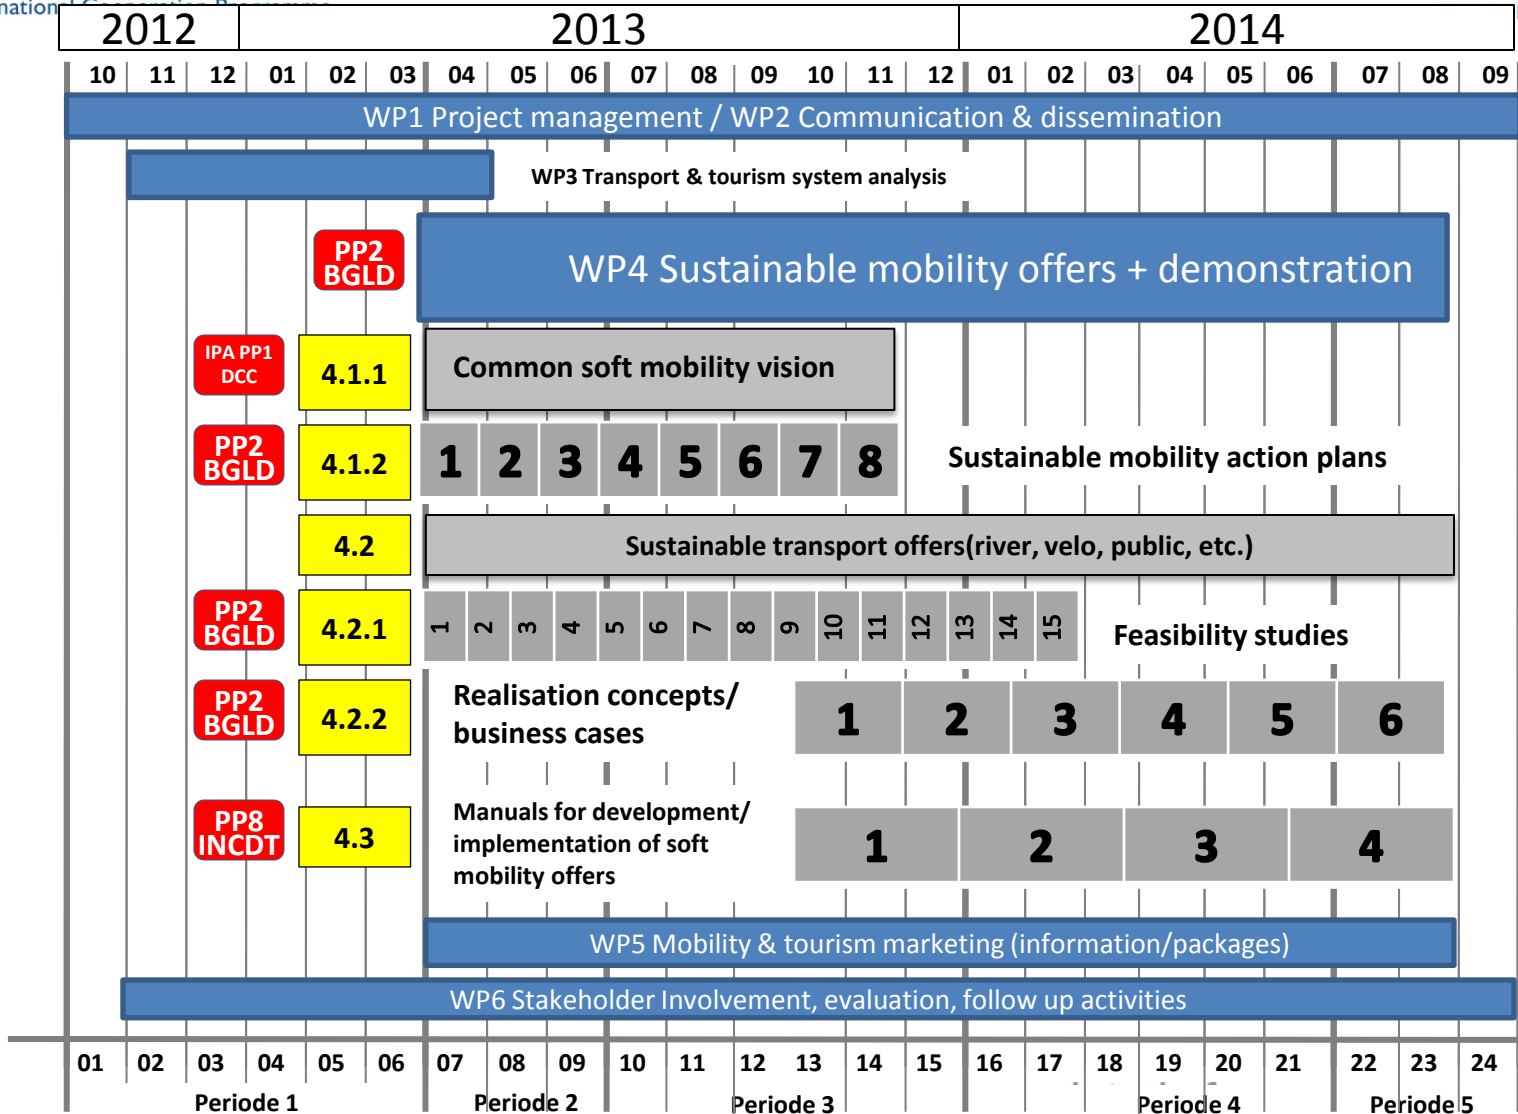 2012 2013 2014
10 11 12 01 02 03 04 05 06 07 08 09 10 11 12 01 02 03 04 05 06 07 08 09
WP1 Project management / WP2 Communication & dissemination
WP3 Transport & tourism system analysis
PP2
BGLD
WP4 Sustainable mobility offers + demonstration
IPA PP1
DCC
4.1.1
Common soft mobility vision
PP2
BGLD
4.1.2
1 2 3 4 5 6 7 8
Sustainable mobility action plans
4.2
Sustainable transport offers(river, velo, public, etc.)
PP2
BGLD
4.2.1
1 2 3 4 5 6 7 8 9 10 11 12 13 14 15
Feasibility studies
PP2
BGLD
4.2.2
Realisation concepts/
business cases
1 2 3 4 5 6
PP8
INCDT
4.3
Manuals for development/
implementation of soft
mobility offers
1 2 3 4
WP5 Mobility & tourism marketing (information/packages)
WP6 Stakeholder Involvement, evaluation, follow up activities
01 02 03 04 05 06 07 08 09 10 11 12 13 14 15 16 17 18 19 20 21 22 23 24
Periode 1 Periode 2 Periode 3 Periode 4 Periode 5